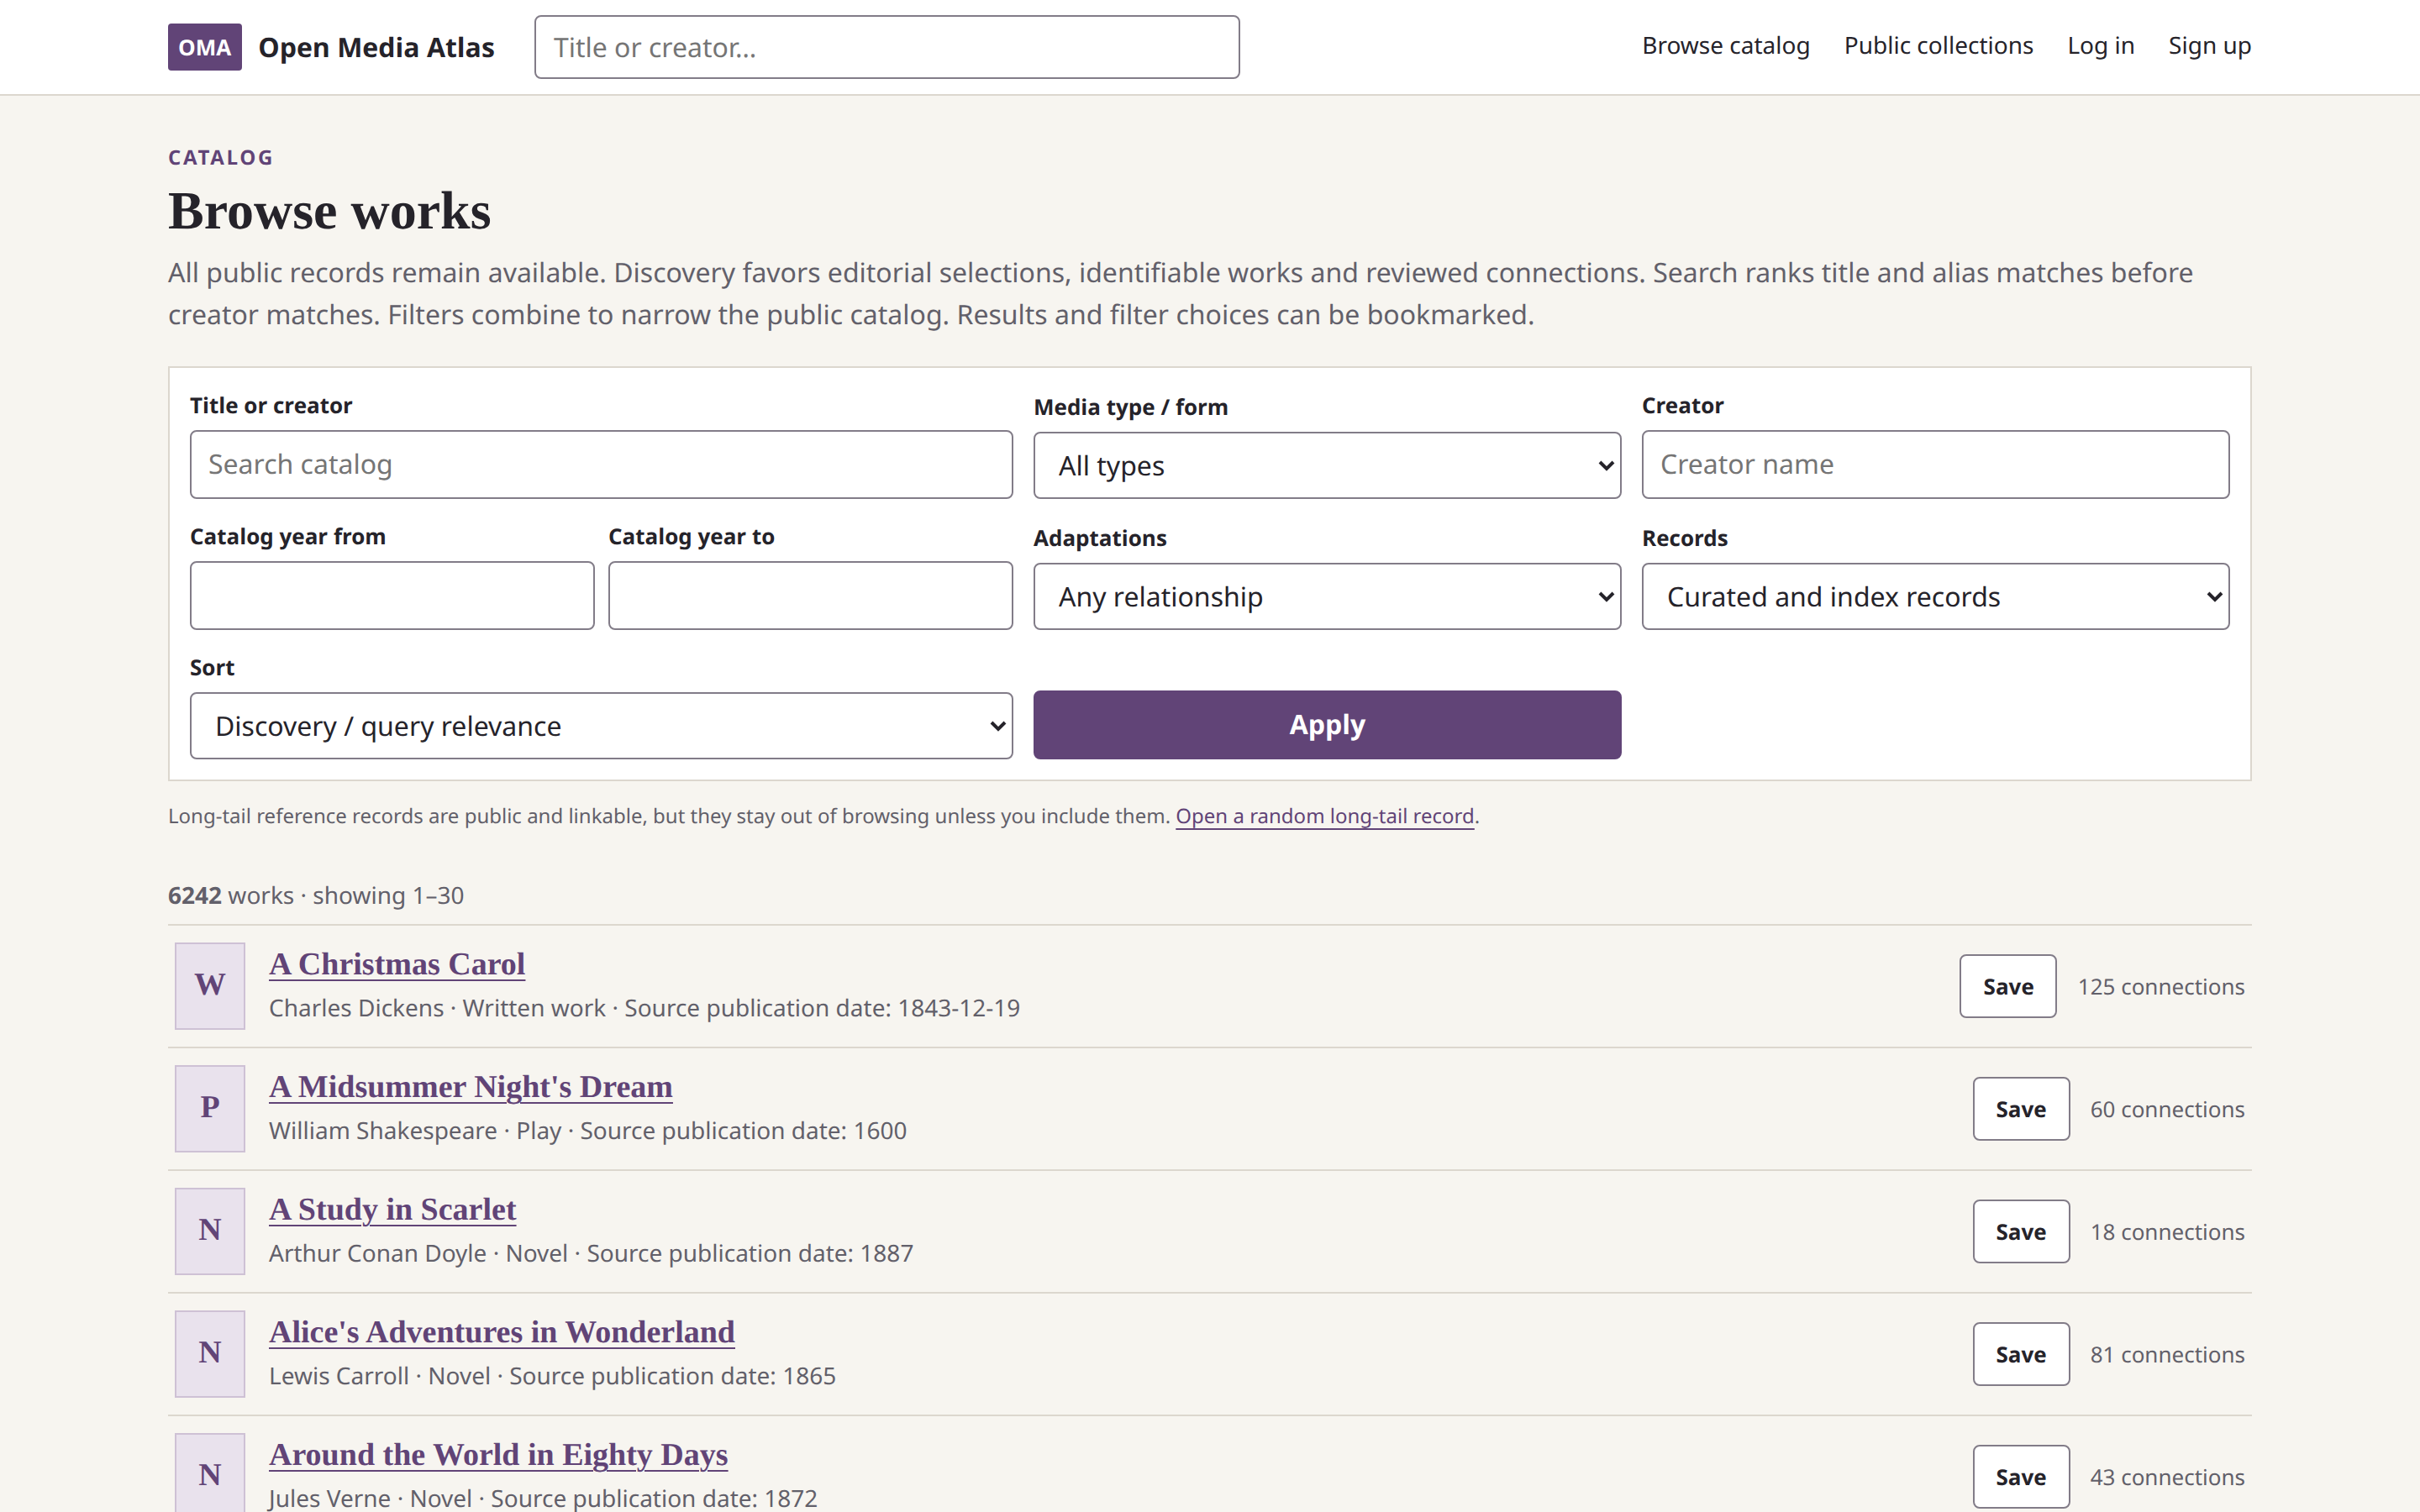 OMA Open Media Atlas Title or creator... Browse catalog Public collections Log in Sign up
CATALOG
Browse works
All public records remain available. Discovery favors editorial selections, identifiable works and reviewed connections. Search ranks title and alias matches before
creator matches. Filters combine to narrow the public catalog. Results and filter choices can be bookmarked.
Title or creator Media type / form Creator
Search catalog All types Creator name
Catalog year from Catalog year to Adaptations Records
Any relationship Curated and index records
Sort
Discovery / query relevance Apply
Long-tail reference records are public and linkable, but they stay out of browsing unless you include them. Open a random long-tail record.
6242 works · showing 1–30
W A Christmas Carol
Charles Dickens · Written work · Source publication date: 1843-12-19
Save 125 connections
P A Midsummer Night's Dream
William Shakespeare · Play · Source publication date: 1600
Save 60 connections
N A Study in Scarlet
Arthur Conan Doyle · Novel · Source publication date: 1887
Save 18 connections
N Alice's Adventures in Wonderland
Lewis Carroll · Novel · Source publication date: 1865
Save 81 connections
N Around the World in Eighty Days
Jules Verne · Novel · Source publication date: 1872
Save 43 connections